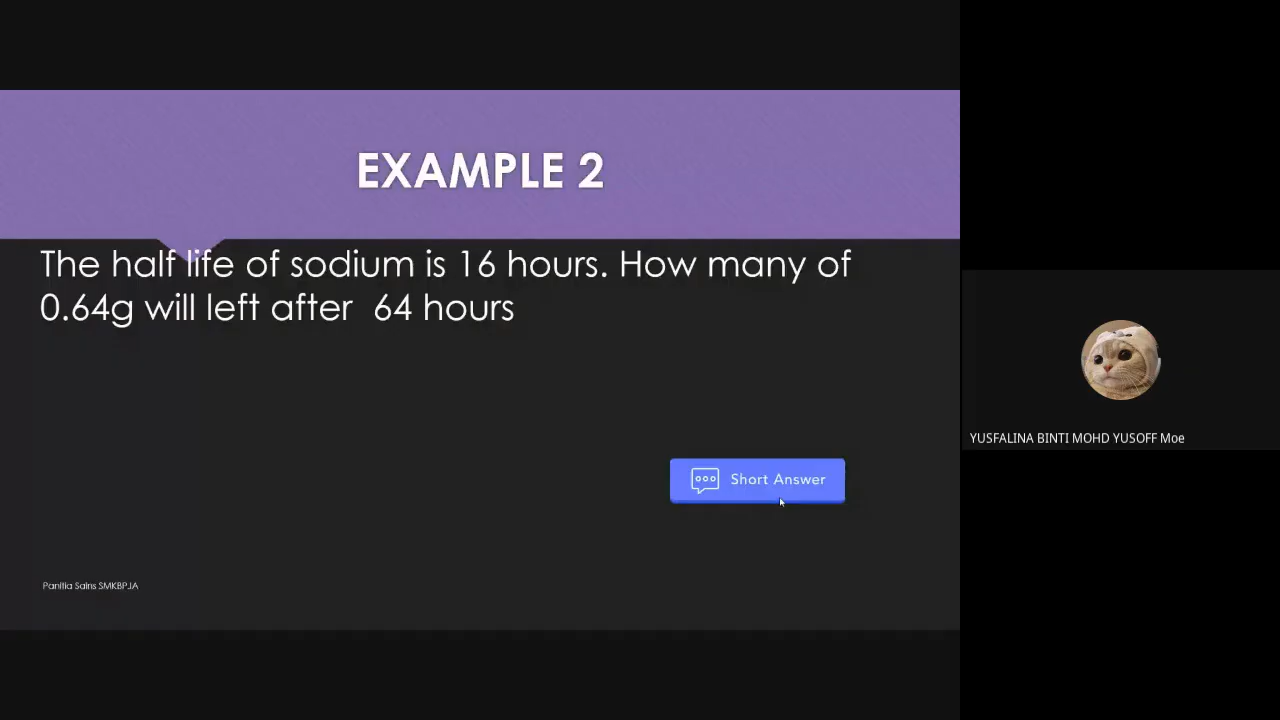 EXAMPLE 2
The half life of sodium is 16 hours. How many of
0.64g will left after  64 hours
Short Answer
Panitia Sains SMKBPJA
YUSFALINA BINTI MOHD YUSOFF Moe